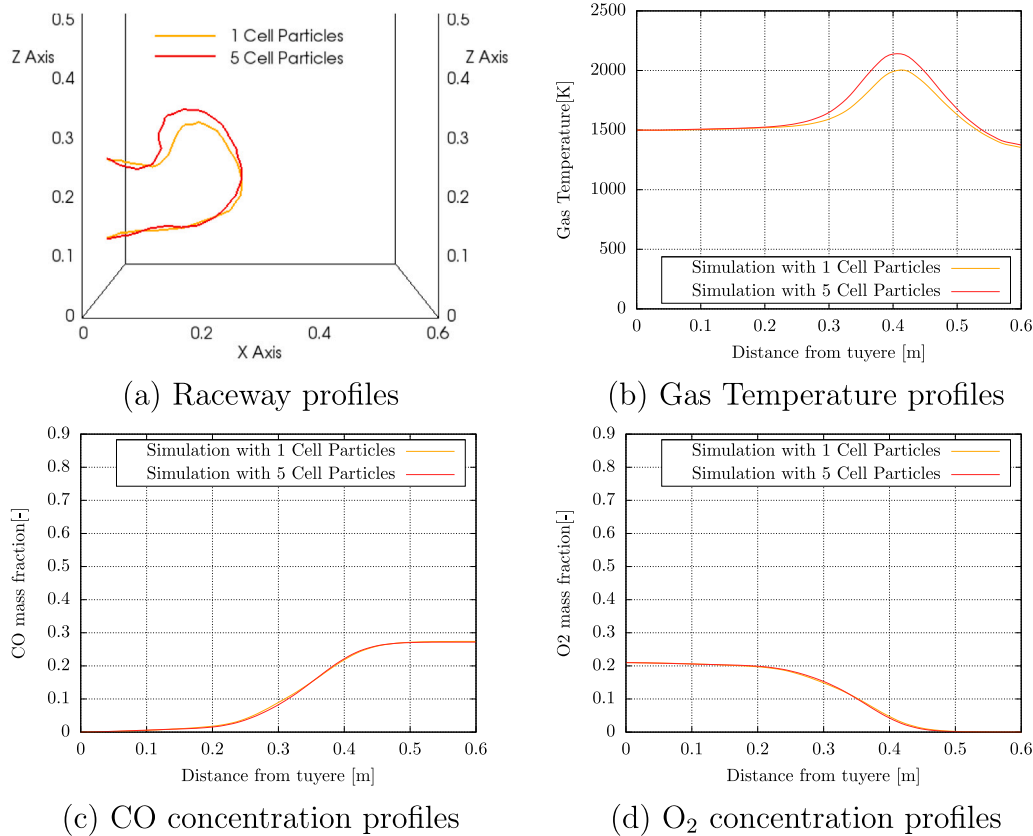 0.5
0.5
Z Axis
Z Axis
1 Cell Particles
5 Cell Particles
0.4
0.4
0.3
0.3
0.2
0.2
0.1
0.1
0
0
0
0.2
0.4
0.6
X Axis
(a) Raceway profiles
2500
2000
1500
1000
500
0
Gas Temperature[K]
Simulation with 1 Cell Particles
Simulation with 5 Cell Particles
0 0.1 0.2 0.3 0.4 0.5 0.6
Distance from tuyere [m]
(b) Gas Temperature profiles
0.9
0.8
0.7
0.6
0.5
0.4
0.3
0.2
0.1
0
CO mass fraction[-]
Simulation with 1 Cell Particles
Simulation with 5 Cell Particles
0 0.1 0.2 0.3 0.4 0.5 0.6
Distance from tuyere [m]
(c) CO concentration profiles
0.9
0.8
0.7
0.6
0.5
0.4
0.3
0.2
0.1
0
O2 mass fraction[-]
Simulation with 1 Cell Particles
Simulation with 5 Cell Particles
0 0.1 0.2 0.3 0.4 0.5 0.6
Distance from tuyere [m]
(d) O₂ concentration profiles